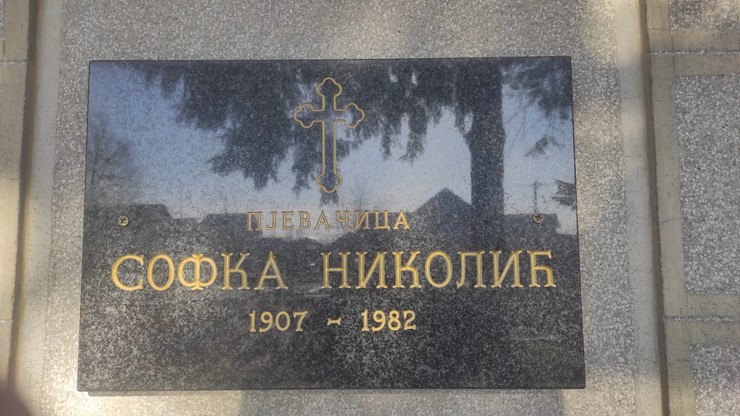 ПЈЕВАЧИЦА
СОФКА НИКОЛИЋ
1907 - 1982